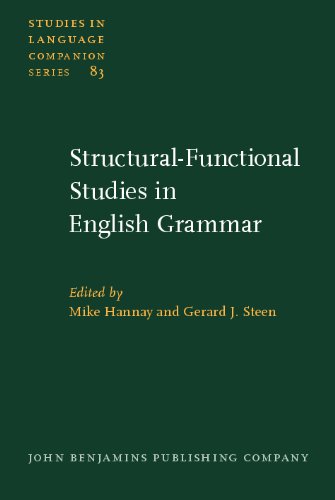 STUDIES IN
LANGUAGE
COMPANION
SERIES 83
Structural-Functional
Studies in
English Grammar
Edited by
Mike Hannay and Gerard J. Steen
JOHN BENJAMINS PUBLISHING COMPANY